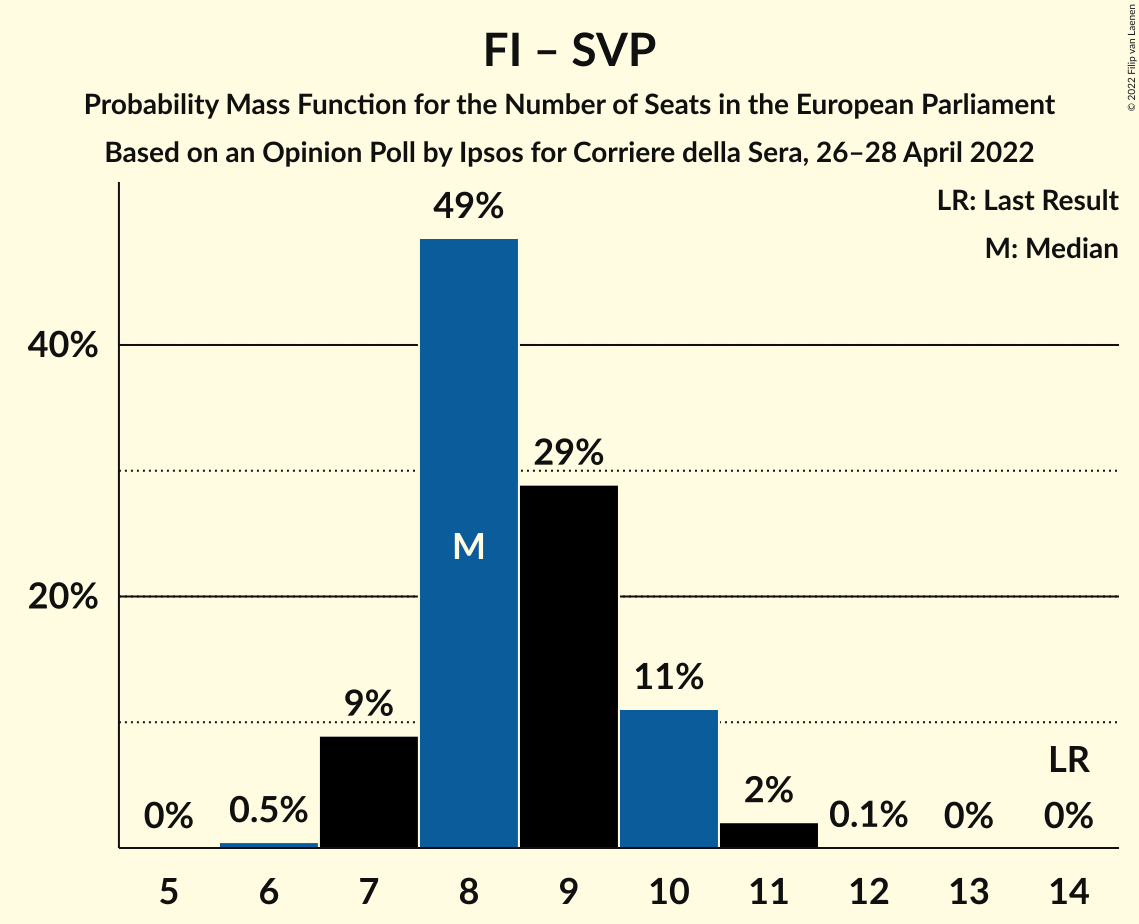 FI – SVP
Probability Mass Function for the Number of Seats in the European Parliament
Based on an Opinion Poll by Ipsos for Corriere della Sera, 26–28 April 2022
© 2022 Filip van Laenen
LR: Last Result
M: Median
49%
40%
29%
M
20%
11%
9%
LR
2%
0% 0.5% 0.1% 0% 0%
5 6 7 8 9 10 11 12 13 14